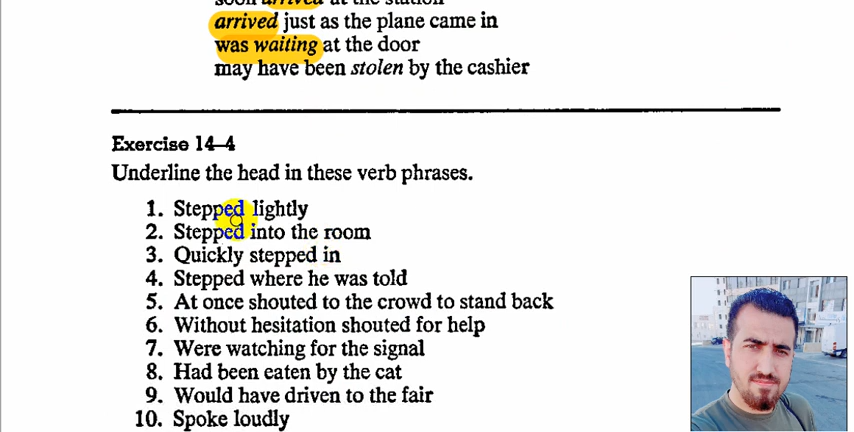 arrived at the station
arrived just as the plane came in
was waiting at the door
may have been stolen by the cashier
Exercise 14-4
Underline the head in these verb phrases.
1. Stepped lightly
2. Stepped into the room
3. Quickly stepped in
4. Stepped where he was told
5. At once shouted to the crowd to stand back
6. Without hesitation shouted for help
7. Were watching for the signal
8. Had been eaten by the cat
9. Would have driven to the fair
10. Spoke loudly